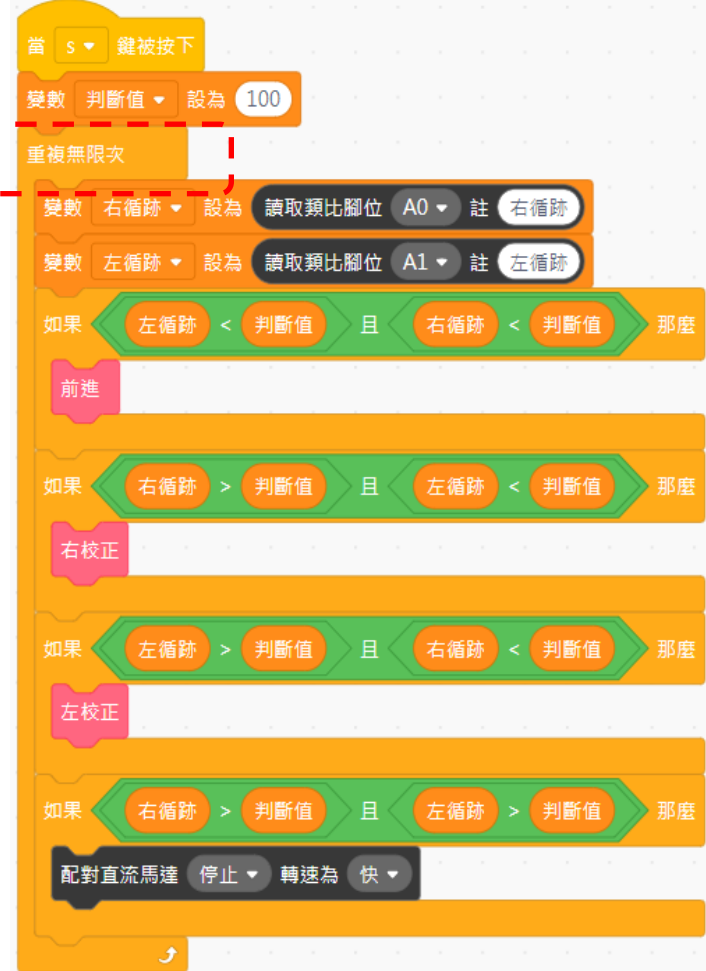 當 s 鍵被按下
變數 判斷值 設為 100
重複無限次
變數 右循跡 設為 讀取類比腳位 A0 註 右循跡
變數 左循跡 設為 讀取類比腳位 A1 註 左循跡
如果 左循跡 < 判斷值 且 右循跡 < 判斷值 那麼
前進
如果 右循跡 > 判斷值 且 左循跡 < 判斷值 那麼
右校正
如果 左循跡 > 判斷值 且 右循跡 < 判斷值 那麼
左校正
如果 右循跡 > 判斷值 且 左循跡 > 判斷值 那麼
配對直流馬達 停止 轉速為 快